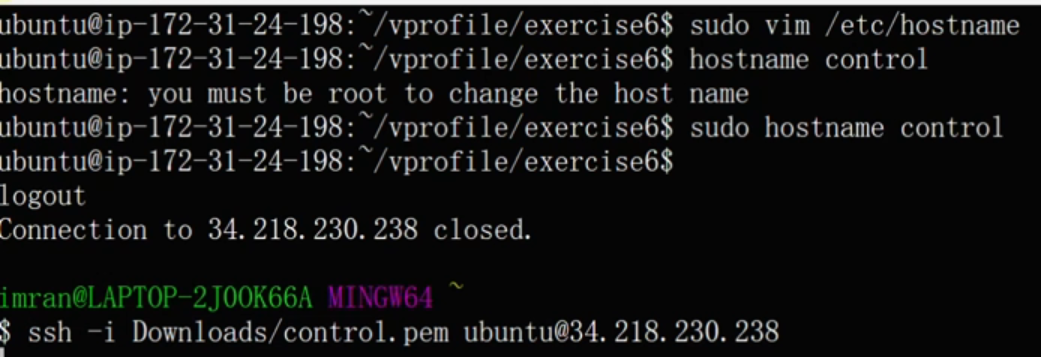 ubuntu@ip-172-31-24-198:~/vprofile/exercise6$ sudo vim /etc/hostname
ubuntu@ip-172-31-24-198:~/vprofile/exercise6$ hostname control
hostname: you must be root to change the host name
ubuntu@ip-172-31-24-198:~/vprofile/exercise6$ sudo hostname control
ubuntu@ip-172-31-24-198:~/vprofile/exercise6$
logout
Connection to 34.218.230.238 closed.
imran@LAPTOP-2J0OK66A MINGW64 ~
$ ssh -i Downloads/control.pem ubuntu@34.218.230.238